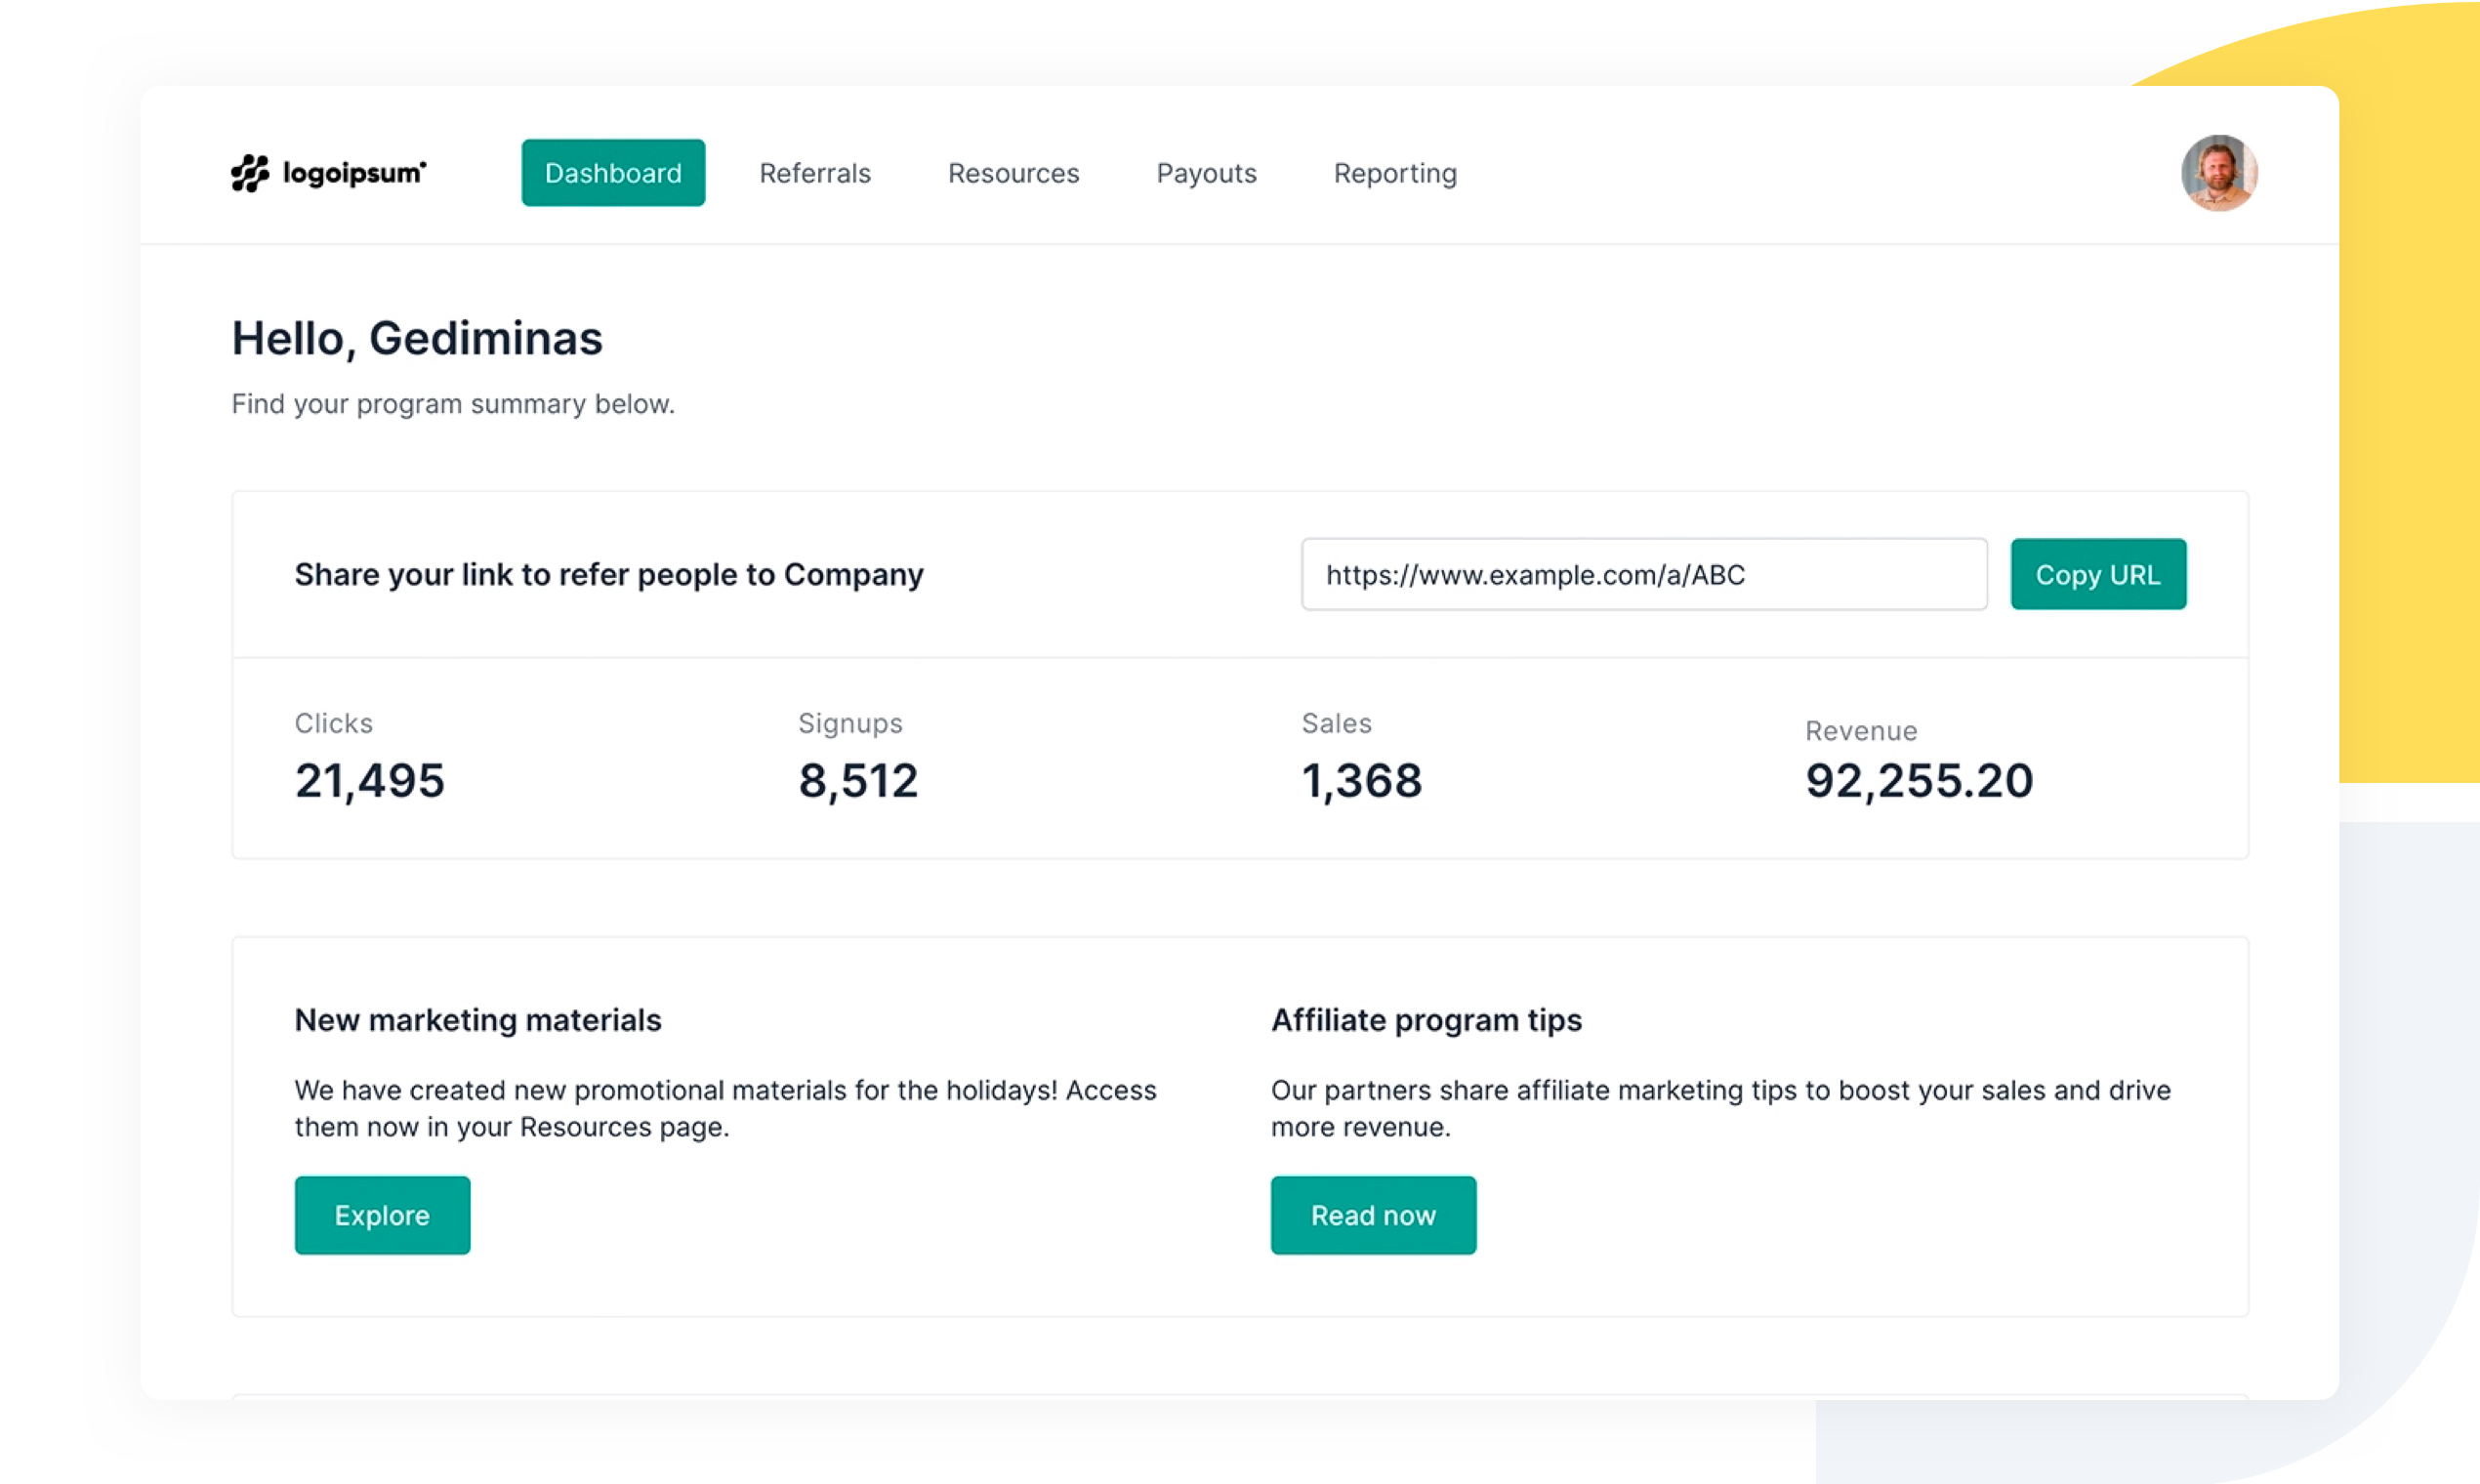 logoipsum
Dashboard
Referrals
Resources
Payouts
Reporting
Hello, Gediminas
Find your program summary below.
Share your link to refer people to Company
https://www.example.com/a/ABC
Copy URL
Clicks
21,495
Signups
8,512
Sales
1,368
Revenue
92,255.20
New marketing materials
We have created new promotional materials for the holidays! Access
them now in your Resources page.
Explore
Affiliate program tips
Our partners share affiliate marketing tips to boost your sales and drive
more revenue.
Read now